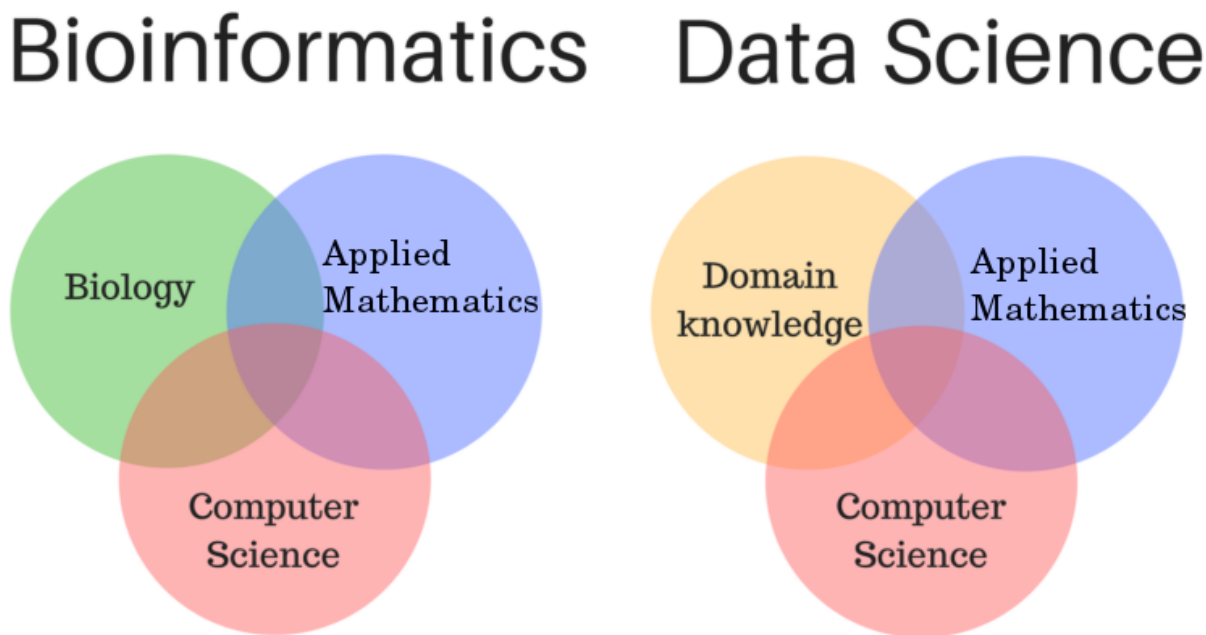 Bioinformatics
Data Science
Biology
Applied
Mathematics
Computer
Science
Domain
knowledge
Applied
Mathematics
Computer
Science